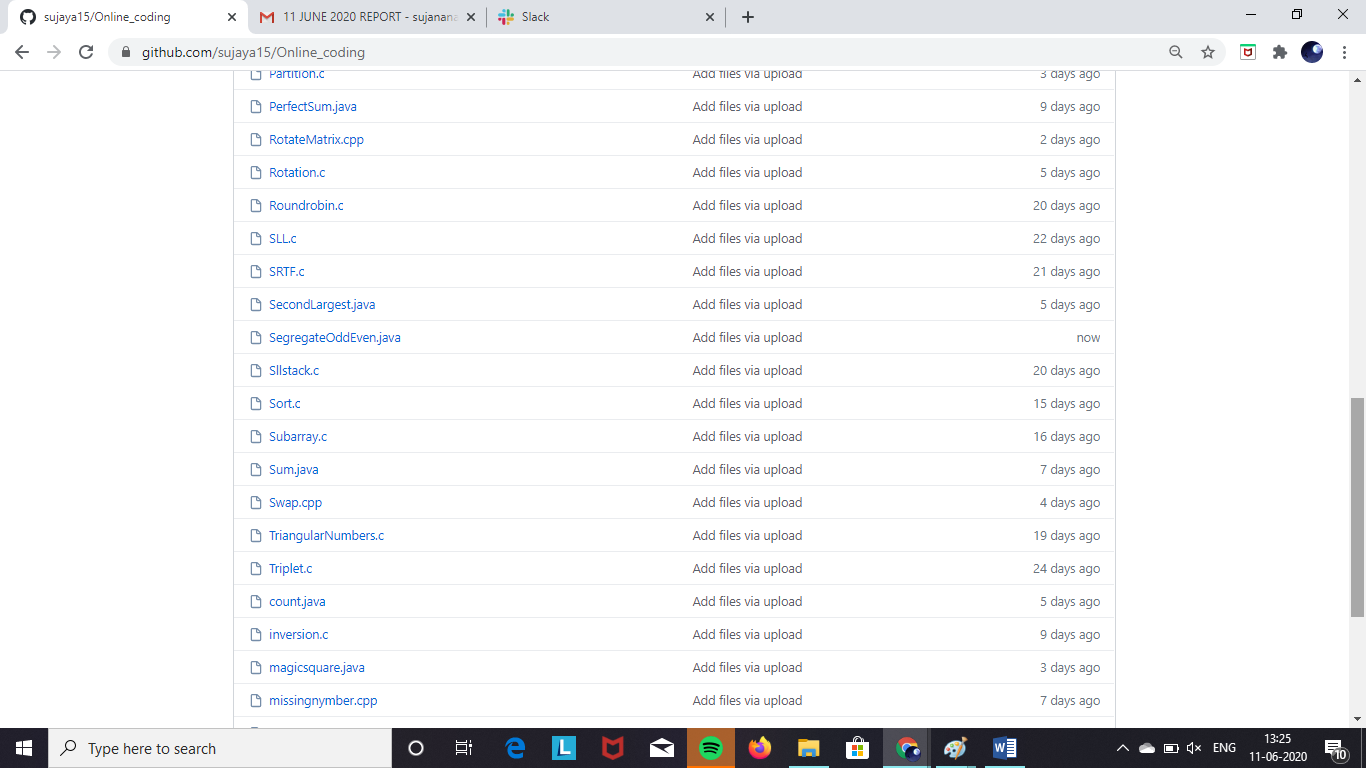 sujaya15/Online_coding
11 JUNE 2020 REPORT - sujanana
Slack
github.com/sujaya15/Online_coding
Partition.c Add files via upload 3 days ago
PerfectSum.java Add files via upload 9 days ago
RotateMatrix.cpp Add files via upload 2 days ago
Rotation.c Add files via upload 5 days ago
Roundrobin.c Add files via upload 20 days ago
SLL.c Add files via upload 22 days ago
SRTF.c Add files via upload 21 days ago
SecondLargest.java Add files via upload 5 days ago
SegregateOddEven.java Add files via upload now
Sllstack.c Add files via upload 20 days ago
Sort.c Add files via upload 15 days ago
Subarray.c Add files via upload 16 days ago
Sum.java Add files via upload 7 days ago
Swap.cpp Add files via upload 4 days ago
TriangularNumbers.c Add files via upload 19 days ago
Triplet.c Add files via upload 24 days ago
count.java Add files via upload 5 days ago
inversion.c Add files via upload 9 days ago
magicsquare.java Add files via upload 3 days ago
missingnymber.cpp Add files via upload 7 days ago
Type here to search
L
W
ENG
13:25
11-06-2020
10